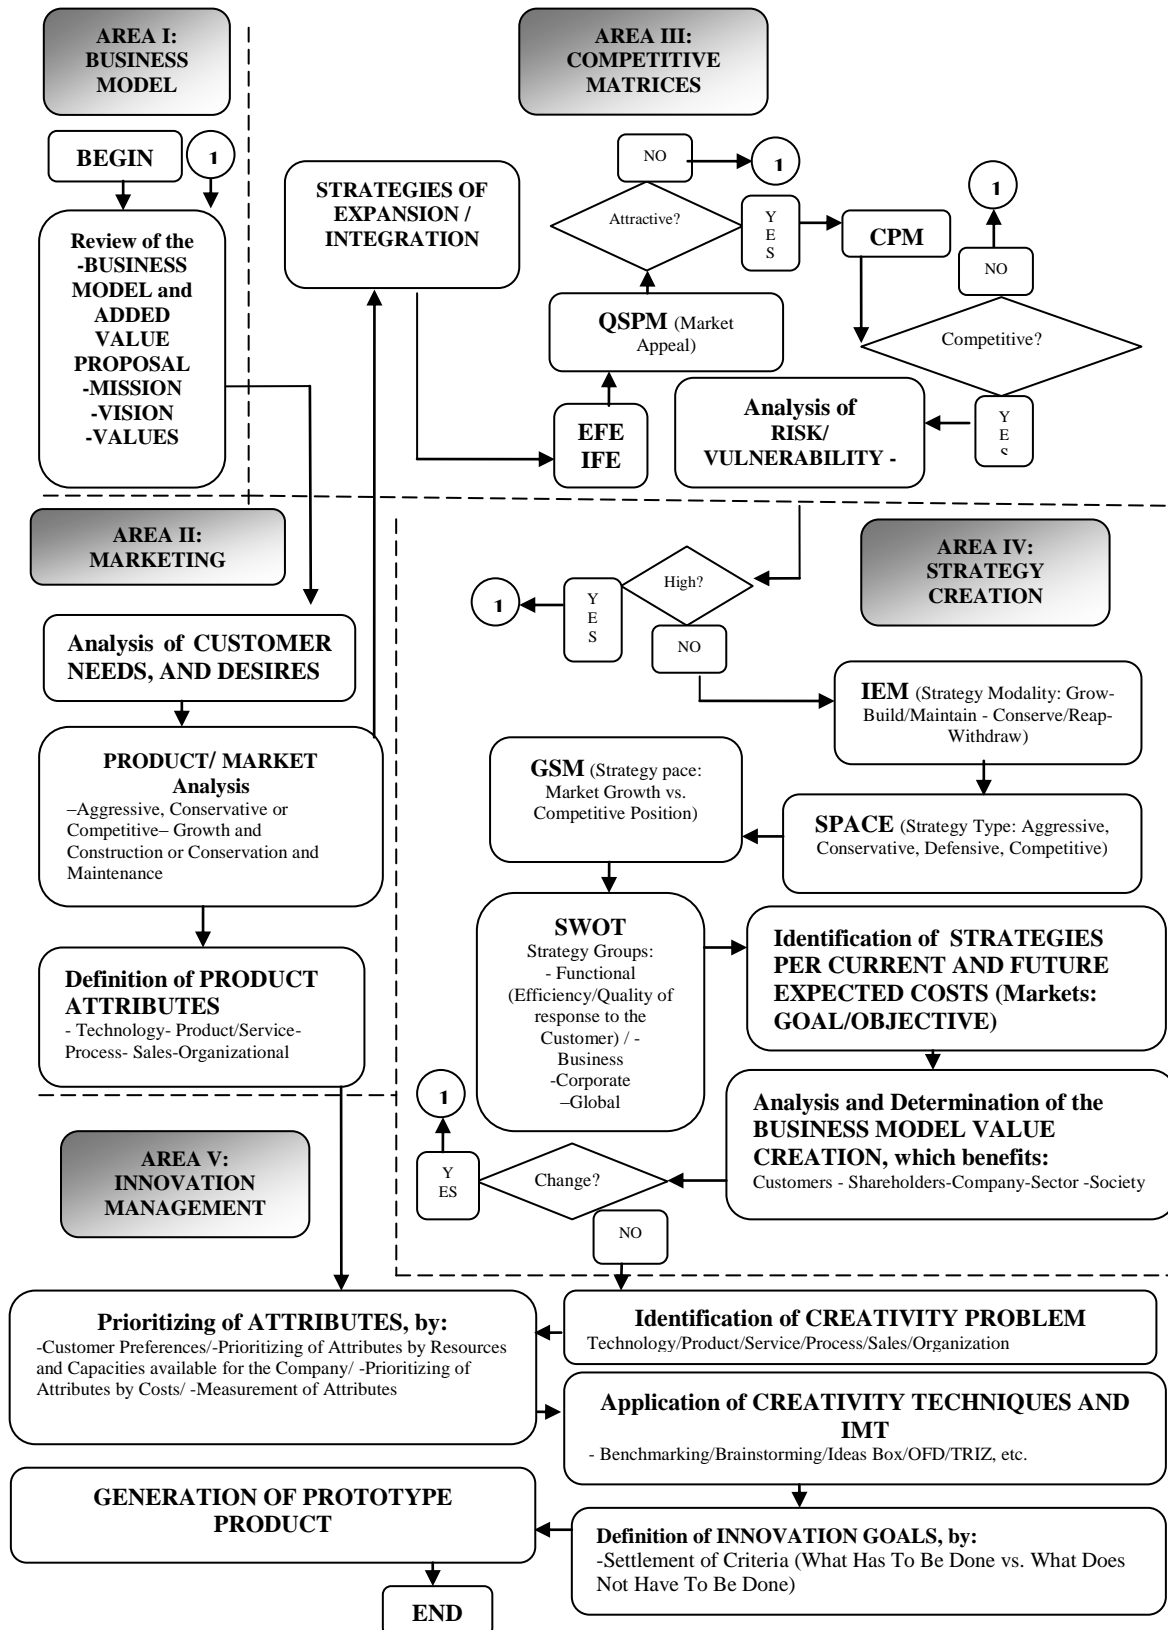 AREA I:
BUSINESS
MODEL
BEGIN
1
Review of the
-BUSINESS
MODEL and
ADDED
VALUE
PROPOSAL
-MISSION
-VISION
-VALUES
AREA III:
COMPETITIVE
MATRICES
STRATEGIES OF
EXPANSION /
INTEGRATION
NO
1
Attractive?
Y
E
S
CPM
1
NO
Competitive?
QSPM (Market
Appeal)
EFE
IFE
Analysis of
RISK/
VULNERABILITY -
Y
E
S
AREA II:
MARKETING
Analysis of CUSTOMER
NEEDS, AND DESIRES
PRODUCT/ MARKET
Analysis
–Aggressive, Conservative or
Competitive– Growth and
Construction or Conservation and
Maintenance
Definition of PRODUCT
ATTRIBUTES
- Technology- Product/Service-
Process- Sales-Organizational
AREA IV:
STRATEGY
CREATION
High?
1
Y
E
S
NO
IEM (Strategy Modality: Grow-
Build/Maintain - Conserve/Reap-
Withdraw)
GSM (Strategy pace:
Market Growth vs.
Competitive Position)
SPACE (Strategy Type: Aggressive,
Conservative, Defensive, Competitive)
SWOT
Strategy Groups:
- Functional
(Efficiency/Quality of
response to the
Customer) / -
Business
-Corporate
–Global
Identification of STRATEGIES
PER CURRENT AND FUTURE
EXPECTED COSTS (Markets:
GOAL/OBJECTIVE)
Analysis and Determination of the
BUSINESS MODEL VALUE
CREATION, which benefits:
Customers - Shareholders-Company-Sector -Society
1
Y
ES
Change?
NO
AREA V:
INNOVATION
MANAGEMENT
Prioritizing of ATTRIBUTES, by:
-Customer Preferences/-Prioritizing of Attributes by Resources
and Capacities available for the Company/ -Prioritizing of
Attributes by Costs/ -Measurement of Attributes
Identification of CREATIVITY PROBLEM
Technology/Product/Service/Process/Sales/Organization
Application of CREATIVITY TECHNIQUES AND
IMT
- Benchmarking/Brainstorming/Ideas Box/OFD/TRIZ, etc.
GENERATION OF PROTOTYPE
PRODUCT
Definition of INNOVATION GOALS, by:
-Settlement of Criteria (What Has To Be Done vs. What Does
Not Have To Be Done)
END